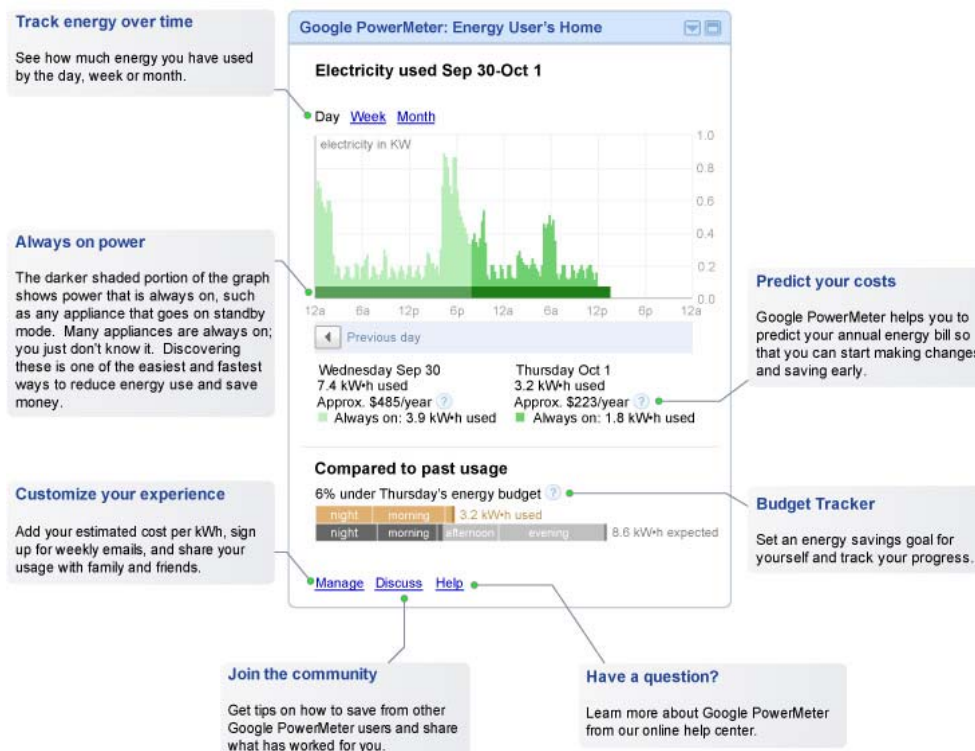 Track energy over time
See how much energy you have used
by the day, week or month.
Always on power
The darker shaded portion of the graph
shows power that is always on, such
as any appliance that goes on standby
mode. Many appliances are always on;
you just don't know it. Discovering
these is one of the easiest and fastest
ways to reduce energy use and save
money.
Customize your experience
Add your estimated cost per kWh, sign
up for weekly emails, and share your
usage with family and friends.
Google PowerMeter: Energy User's Home
Electricity used Sep 30-Oct 1
Day Week Month
electricity in KW
1.0
0.8
0.6
0.4
0.2
0.0
12a 6a 12p 6p 12a 6a 12p 6p 12a
Previous day
Wednesday Sep 30
7.4 kW•h used
Approx. $485/year ?
Always on: 3.9 kW•h used
Thursday Oct 1
3.2 kW•h used
Approx. $223/year ?
Always on: 1.8 kW•h used
Compared to past usage
6% under Thursday's energy budget ?
night morning 3.2 kW•h used
night morning afternoon evening 8.6 kW•h expected
Manage Discuss Help
Predict your costs
Google PowerMeter helps you to
predict your annual energy bill so
that you can start making changes
and saving early.
Budget Tracker
Set an energy savings goal for
yourself and track your progress.
Join the community
Get tips on how to save from other
Google PowerMeter users and share
what has worked for you.
Have a question?
Learn more about Google PowerMeter
from our online help center.